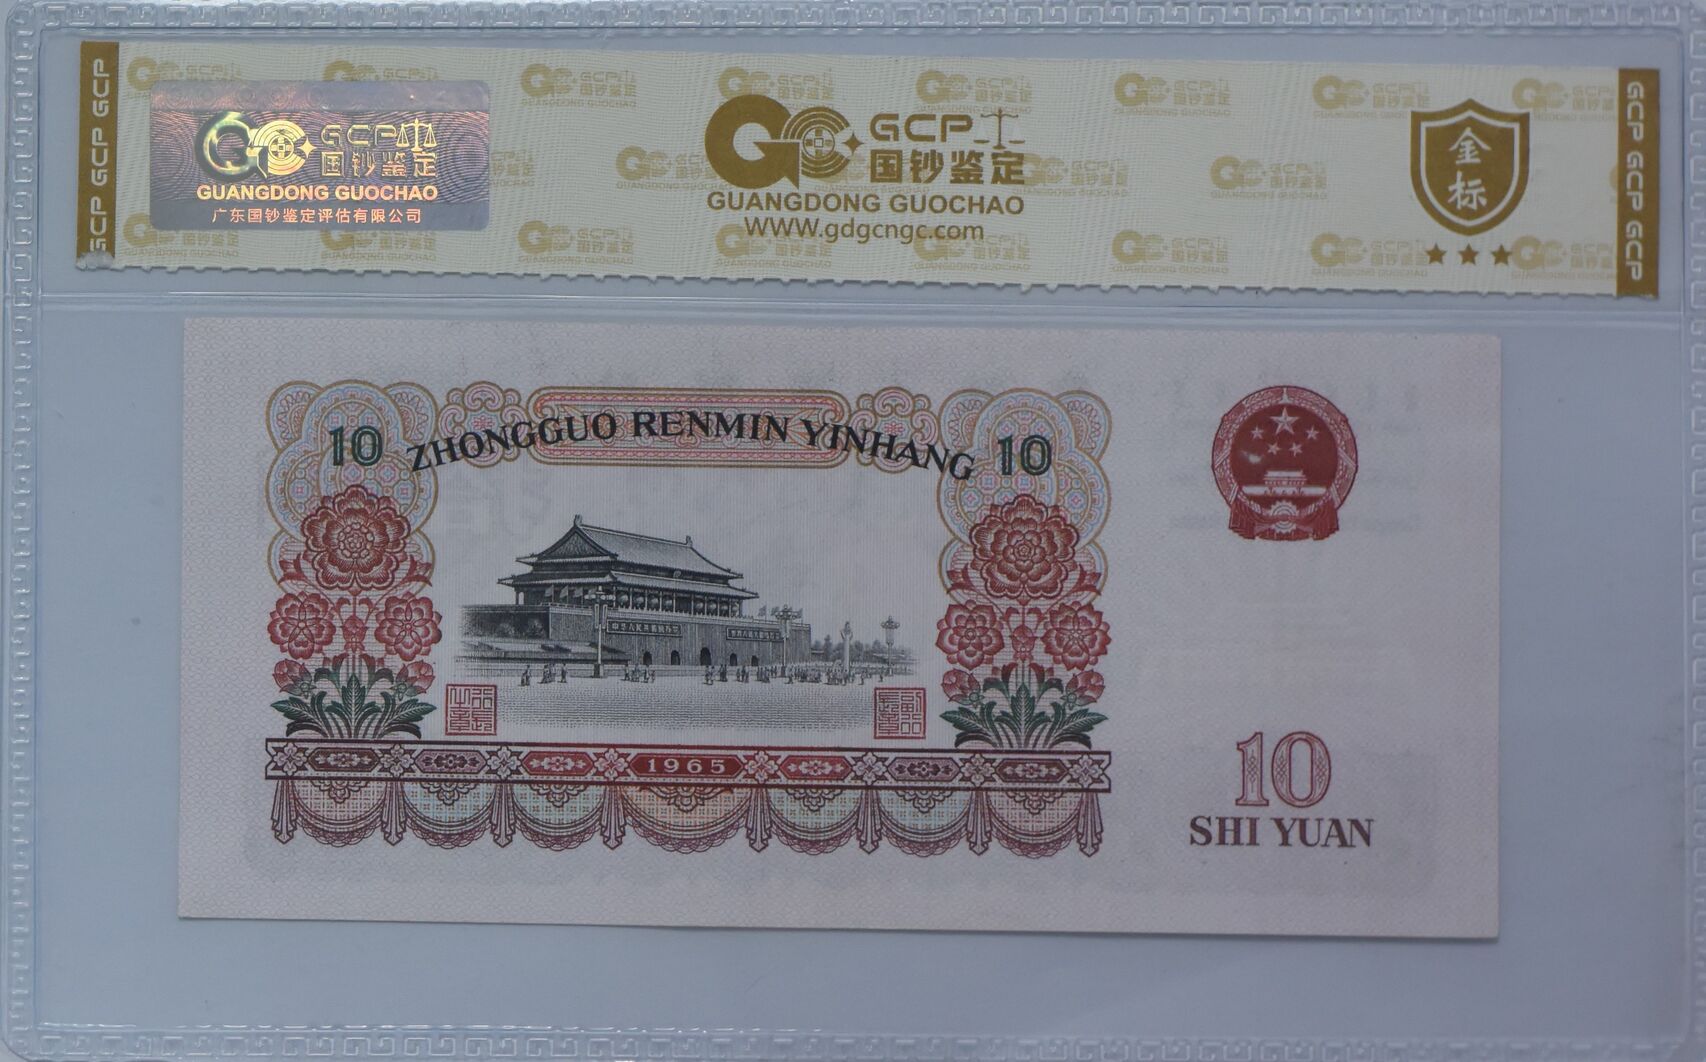 GCP GCP GCP
GCP
国钞鉴定
GUANGDONG GUOCHAO
广东国钞鉴定评估有限公司
GCP
国钞鉴定
GUANGDONG GUOCHAO
www.gdgcngc.com
金
标
GCP GCP GCP
10 ZHONGGUO RENMIN YINHANG 10
1965
10
SHI YUAN